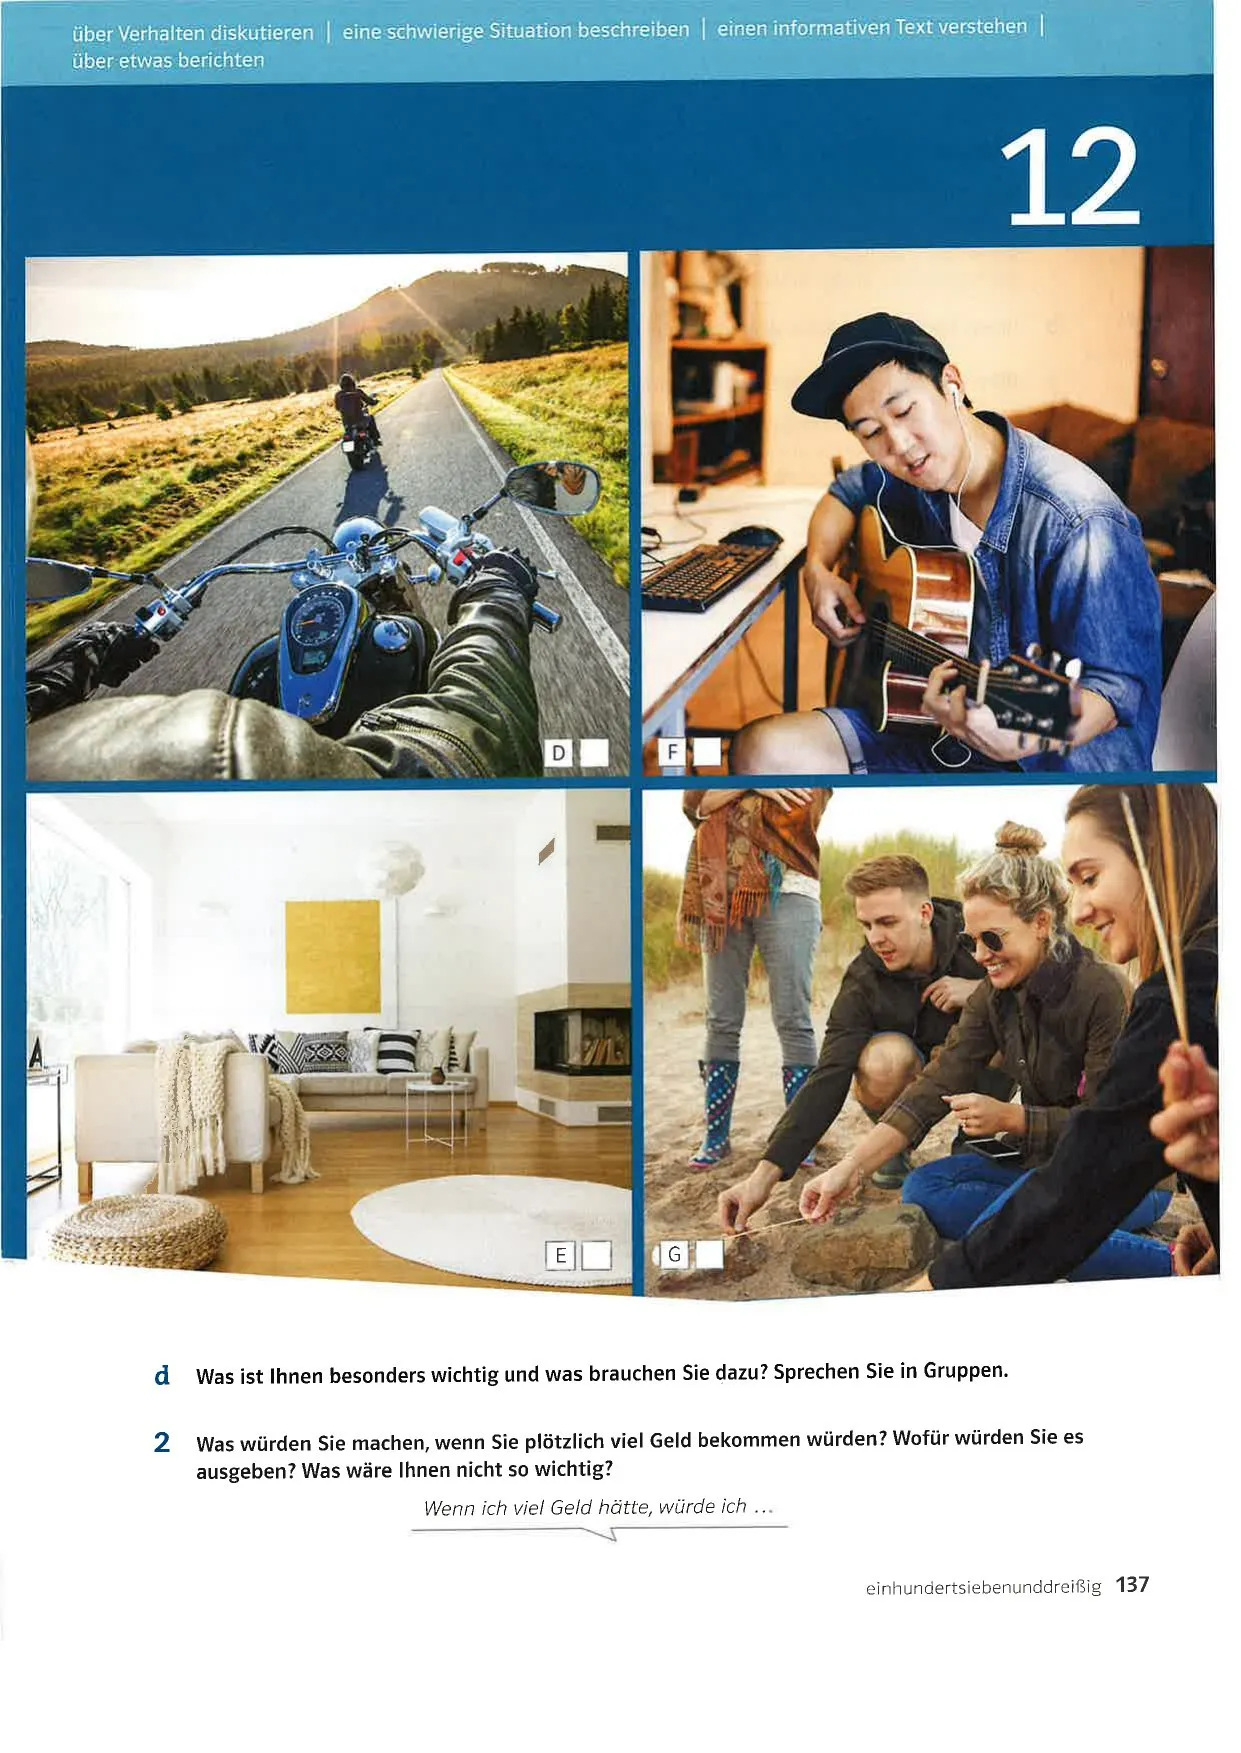 über Verhalten diskutieren | eine schwierige Situation beschreiben | einen informativen Text verstehen |
über etwas berichten
12
D
F
E
G
d Was ist Ihnen besonders wichtig und was brauchen Sie dazu? Sprechen Sie in Gruppen.
2 Was würden Sie machen, wenn Sie plötzlich viel Geld bekommen würden? Wofür würden Sie es
ausgeben? Was wäre Ihnen nicht so wichtig?
Wenn ich viel Geld hätte, würde ich ...
einhundertsiebenunddreißig 137